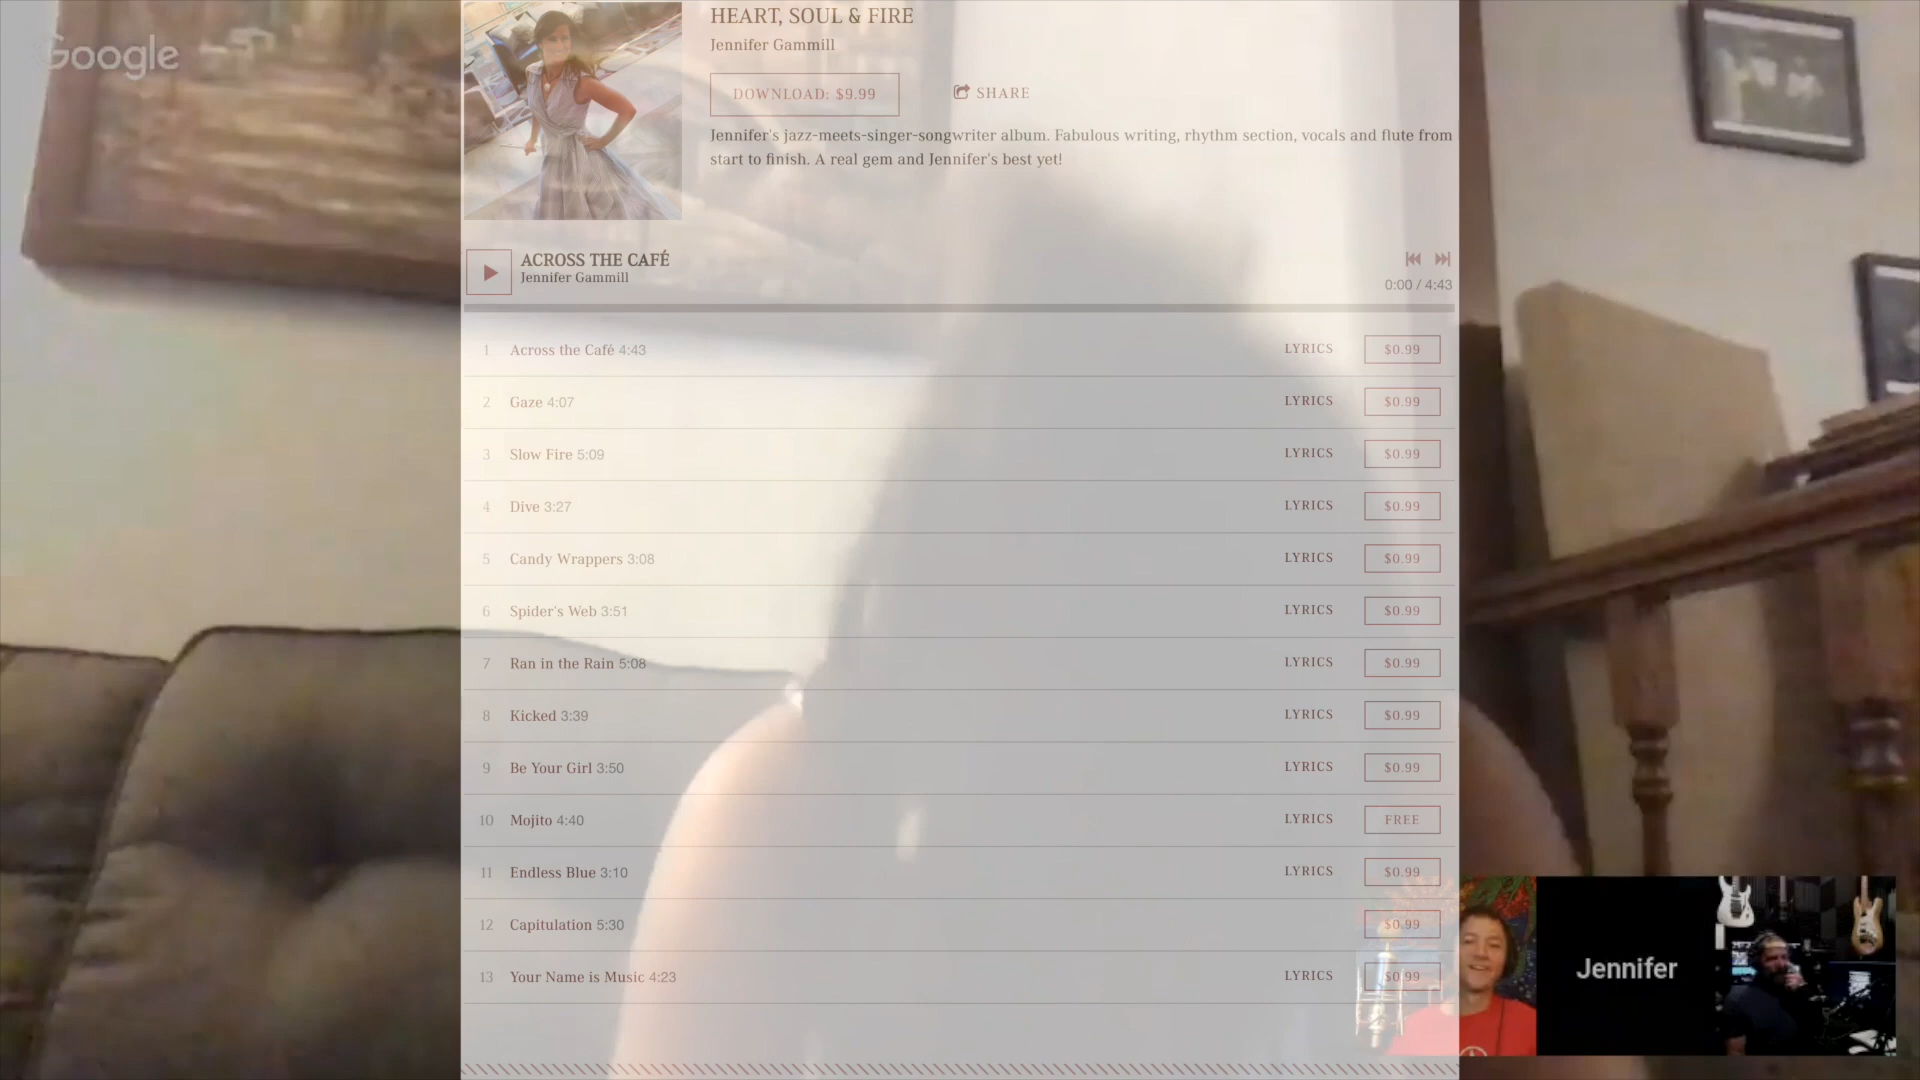 Google
HEART, SOUL & FIRE
Jennifer Gammill
DOWNLOAD: $9.99
SHARE
Jennifer's jazz-meets-singer-songwriter album. Fabulous writing, rhythm section, vocals and flute from
start to finish. A real gem and Jennifer's best yet!
ACROSS THE CAFÉ
Jennifer Gammill
0:00 / 4:43
1 Across the Café 4:43 LYRICS $0.99
2 Gaze 4:07 LYRICS $0.99
3 Slow Fire 5:09 LYRICS $0.99
4 Dive 3:27 LYRICS $0.99
5 Candy Wrappers 3:08 LYRICS $0.99
6 Spider's Web 3:51 LYRICS $0.99
7 Ran in the Rain 5:08 LYRICS $0.99
8 Kicked 3:39 LYRICS $0.99
9 Be Your Girl 3:50 LYRICS $0.99
10 Mojito 4:40 LYRICS FREE
11 Endless Blue 3:10 LYRICS $0.99
12 Capitulation 5:30 $0.99
13 Your Name is Music 4:23 LYRICS $0.99
Jennifer